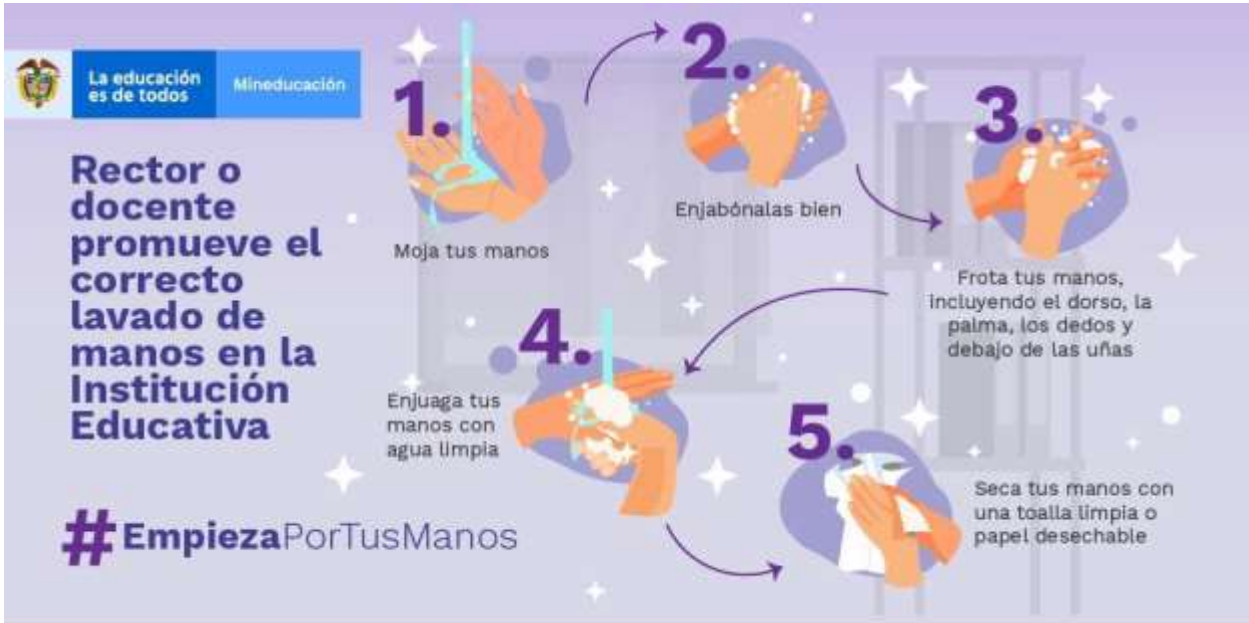 La educación
es de todos
Mineducación
Rector o
docente
promueve el
correcto
lavado de
manos en la
Institución
Educativa
#EmpiezaPorTusManos
1.
Moja tus manos
2.
Enjabónalas bien
3.
Frota tus manos,
incluyendo el dorso, la
palma, los dedos y
debajo de las uñas
4.
Enjuaga tus
manos con
agua limpia
5.
Seca tus manos con
una toalla limpia o
papel desechable